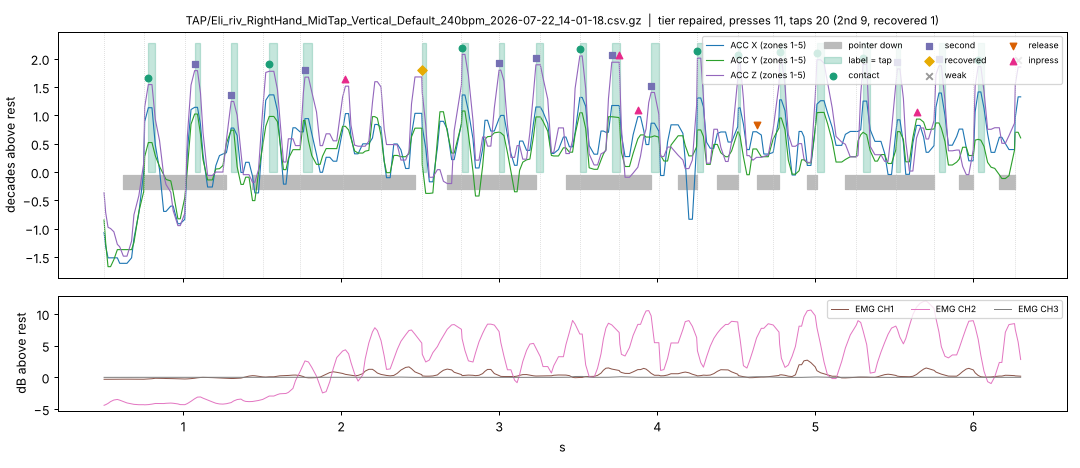 TAP/Eli_riv_RightHand_MidTap_Vertical_Default_240bpm_2026-07-22_14-01-18.csv.gz | tier repaired, presses 11, taps 20 (2nd 9, recovered 1)
decades above rest
2.0
1.5
1.0
0.5
0.0
−0.5
−1.0
−1.5
ACC X (zones 1-5)
ACC Y (zones 1-5)
ACC Z (zones 1-5)
pointer down
label = tap
contact
second
recovered
weak
release
inpress
dB above rest
10
5
0
−5
EMG CH1
EMG CH2
EMG CH3
1
2
3
4
5
6
s